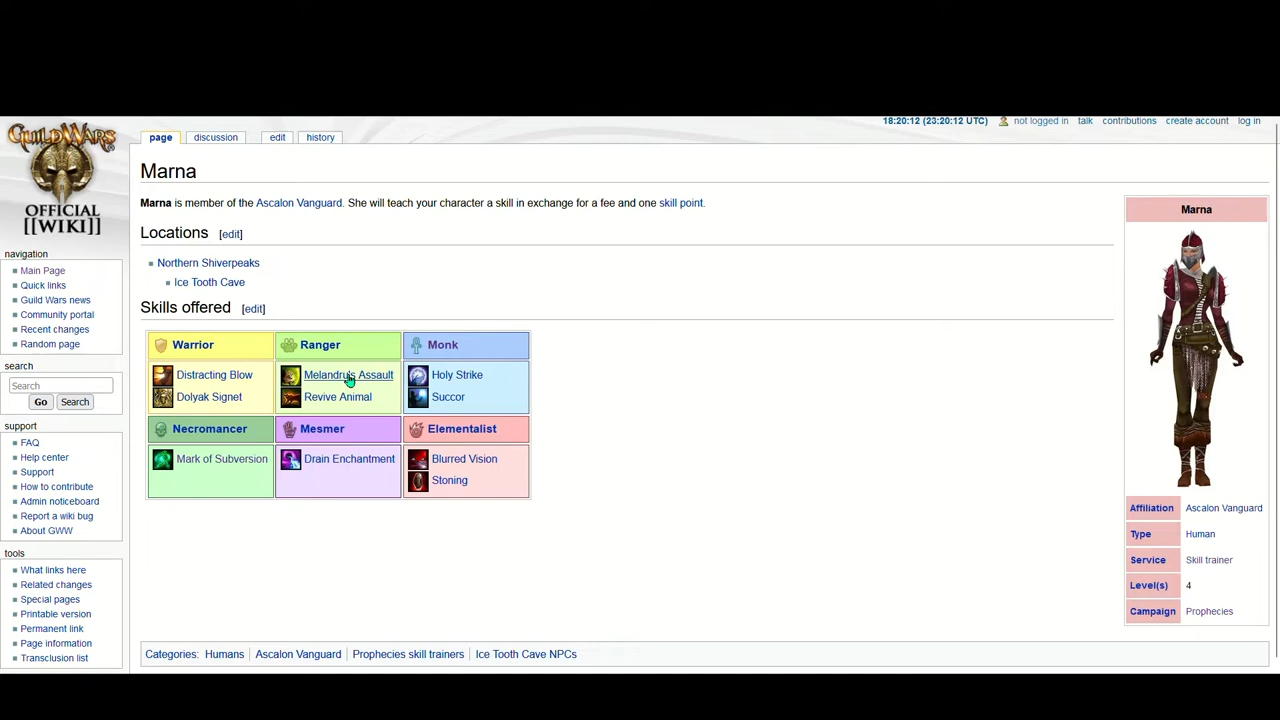 18:20:12 (23:20:12 UTC) not logged in talk contributions create account log in
GUILDWARS
OFFICIAL
[[WIKI]]
page discussion edit history
Marna
Marna is member of the Ascalon Vanguard. She will teach your character a skill in exchange for a fee and one skill point.
Locations [edit]
Northern Shiverpeaks
Ice Tooth Cave
Skills offered [edit]
Warrior Ranger Monk
Distracting Blow Melandru's Assault Holy Strike
Dolyak Signet Revive Animal Succor
Necromancer Mesmer Elementalist
Mark of Subversion Drain Enchantment Blurred Vision
Stoning
Marna
Affiliation Ascalon Vanguard
Type Human
Service Skill trainer
Level(s) 4
Campaign Prophecies
Categories: Humans Ascalon Vanguard Prophecies skill trainers Ice Tooth Cave NPCs
navigation
Main Page
Quick links
Guild Wars news
Community portal
Recent changes
Random page
search
Search
Go Search
support
FAQ
Help center
Support
How to contribute
Admin noticeboard
Report a wiki bug
About GWW
tools
What links here
Related changes
Special pages
Printable version
Permanent link
Page information
Transclusion list